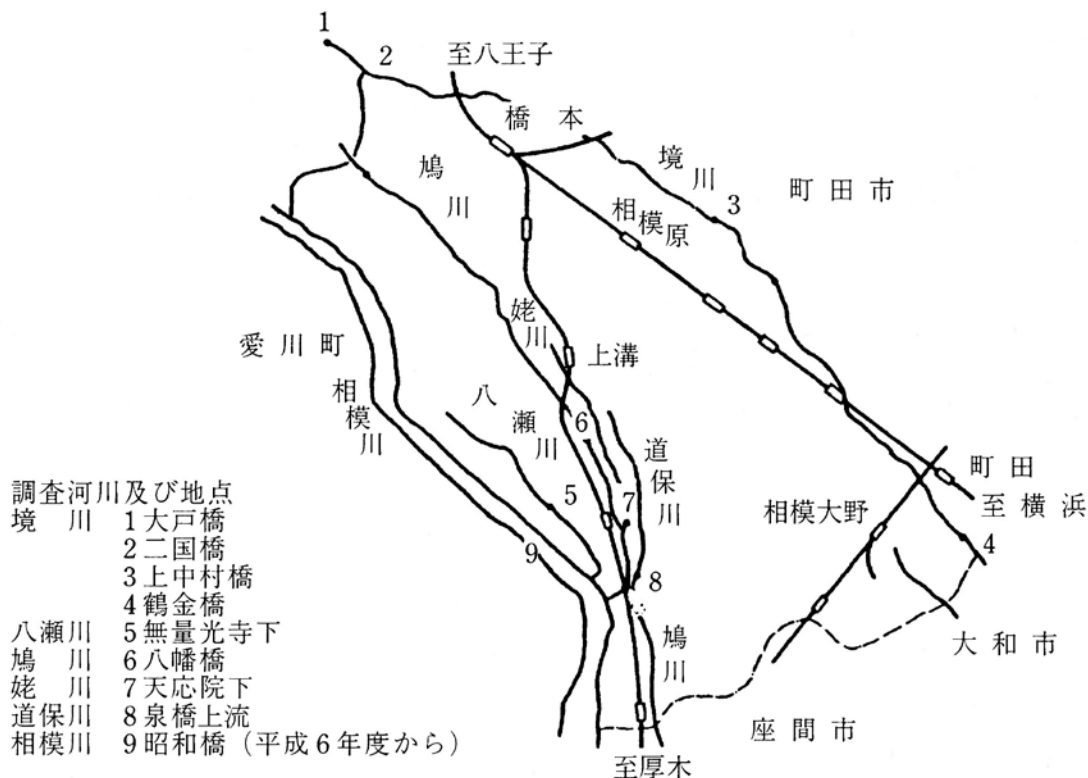 1
2
至八王子
橋本
境川
3
町田市
鳩川
相模原
姥川
上溝
愛川町
相模川
八瀬川
6
道保川
5
7
9
8
相模大野
町田
至横浜
4
大和市
鳩川
座間市
至厚木
調査河川及び地点
境川 1大戸橋
2二国橋
3上中村橋
4鶴金橋
八瀬川 5無量光寺下
鳩川 6八幡橋
姥川 7天応院下
道保川 8泉橋上流
相模川 9昭和橋（平成6年度から）